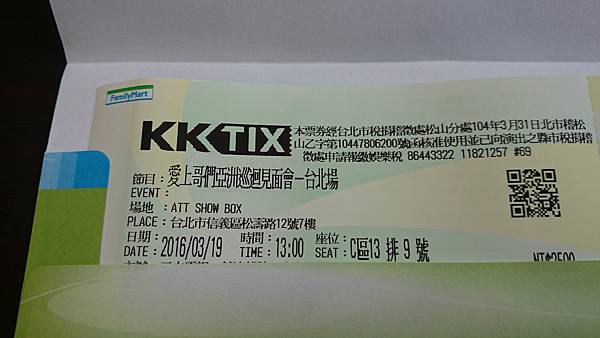 FamilyMart
KKTIX
本票券經台北市稅捐稽徵處松山分處104年3月31日北市稽松
山乙字第10447806200號函核准使用並已向演出之縣市稅捐稽
徵處申請報繳娛樂稅 86443322 11821257 #69
節目：愛上哥們亞洲巡迴見面會－台北場
EVENT：
場地：ATT SHOW BOX
PLACE：台北市信義區松壽路12號7樓
日期： 時間： 座位：
DATE：2016/03/19 TIME：13:00 SEAT：C區13 排 9 號
NT$2500